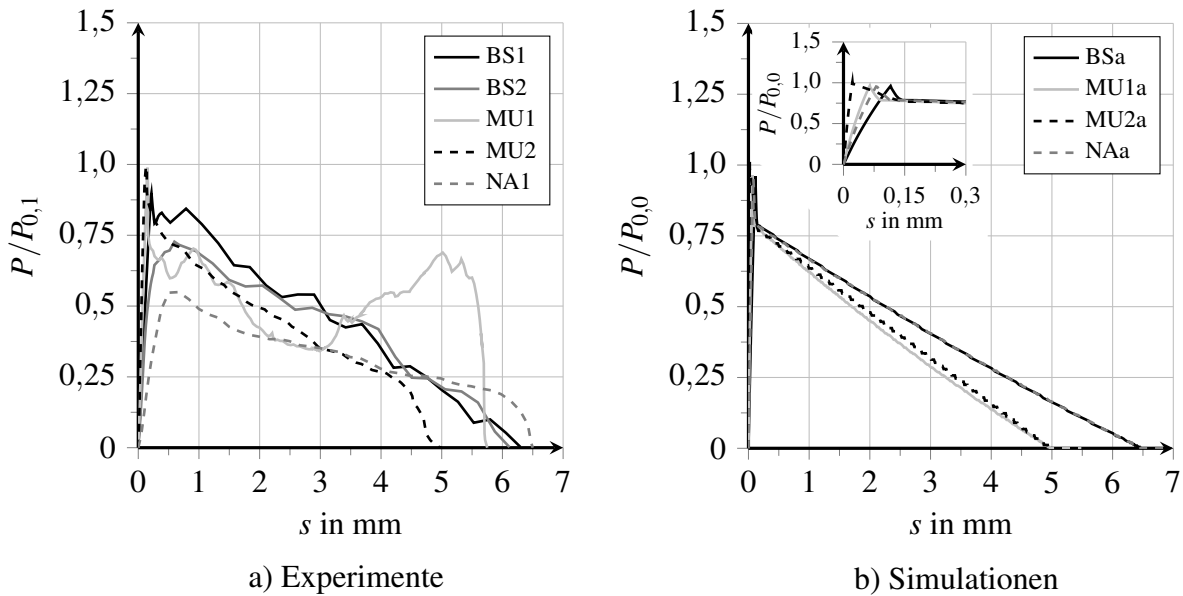 P/P0,1
1,5
1,25
1,0
0,75
0,5
0,25
0
0 1 2 3 4 5 6 7
s in mm
BS1
BS2
MU1
MU2
NA1
a) Experimente
P/P0,0
1,5
1,25
1,0
0,75
0,5
0,25
0
0 1 2 3 4 5 6 7
s in mm
P/P0,0
1,5
1,0
0,5
0
0 0,15 0,3
s in mm
BSa
MU1a
MU2a
NAa
b) Simulationen